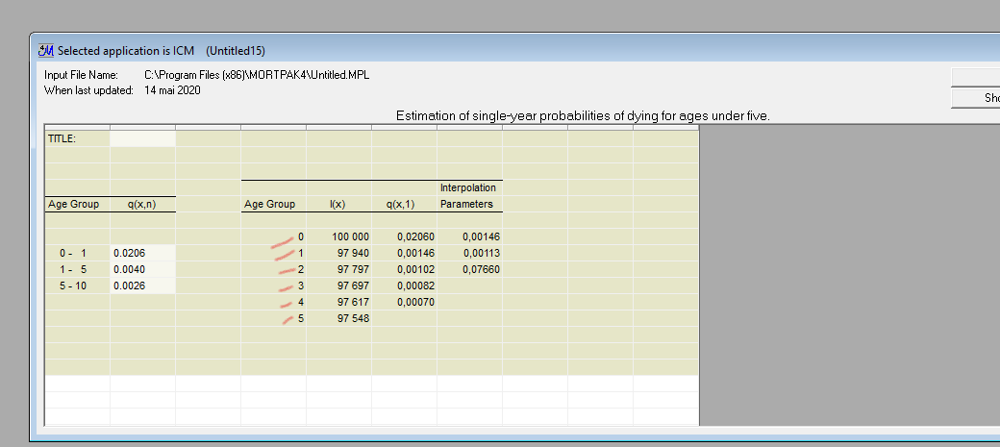 Selected application is ICM (Untitled15)
Input File Name: C:\Program Files (x86)\MORTPAK4\Untitled.MPL
When last updated: 14 mai 2020
Estimation of single-year probabilities of dying for ages under five.
TITLE:
Interpolation
Age Group q(x,n) Age Group l(x) q(x,1) Parameters
0 100 000 0,02060 0,00146
0 - 1 0.0206 1 97 940 0,00146 0,00113
1 - 5 0.0040 2 97 797 0,00102 0,07660
5 - 10 0.0026 3 97 697 0,00082
4 97 617 0,00070
5 97 548